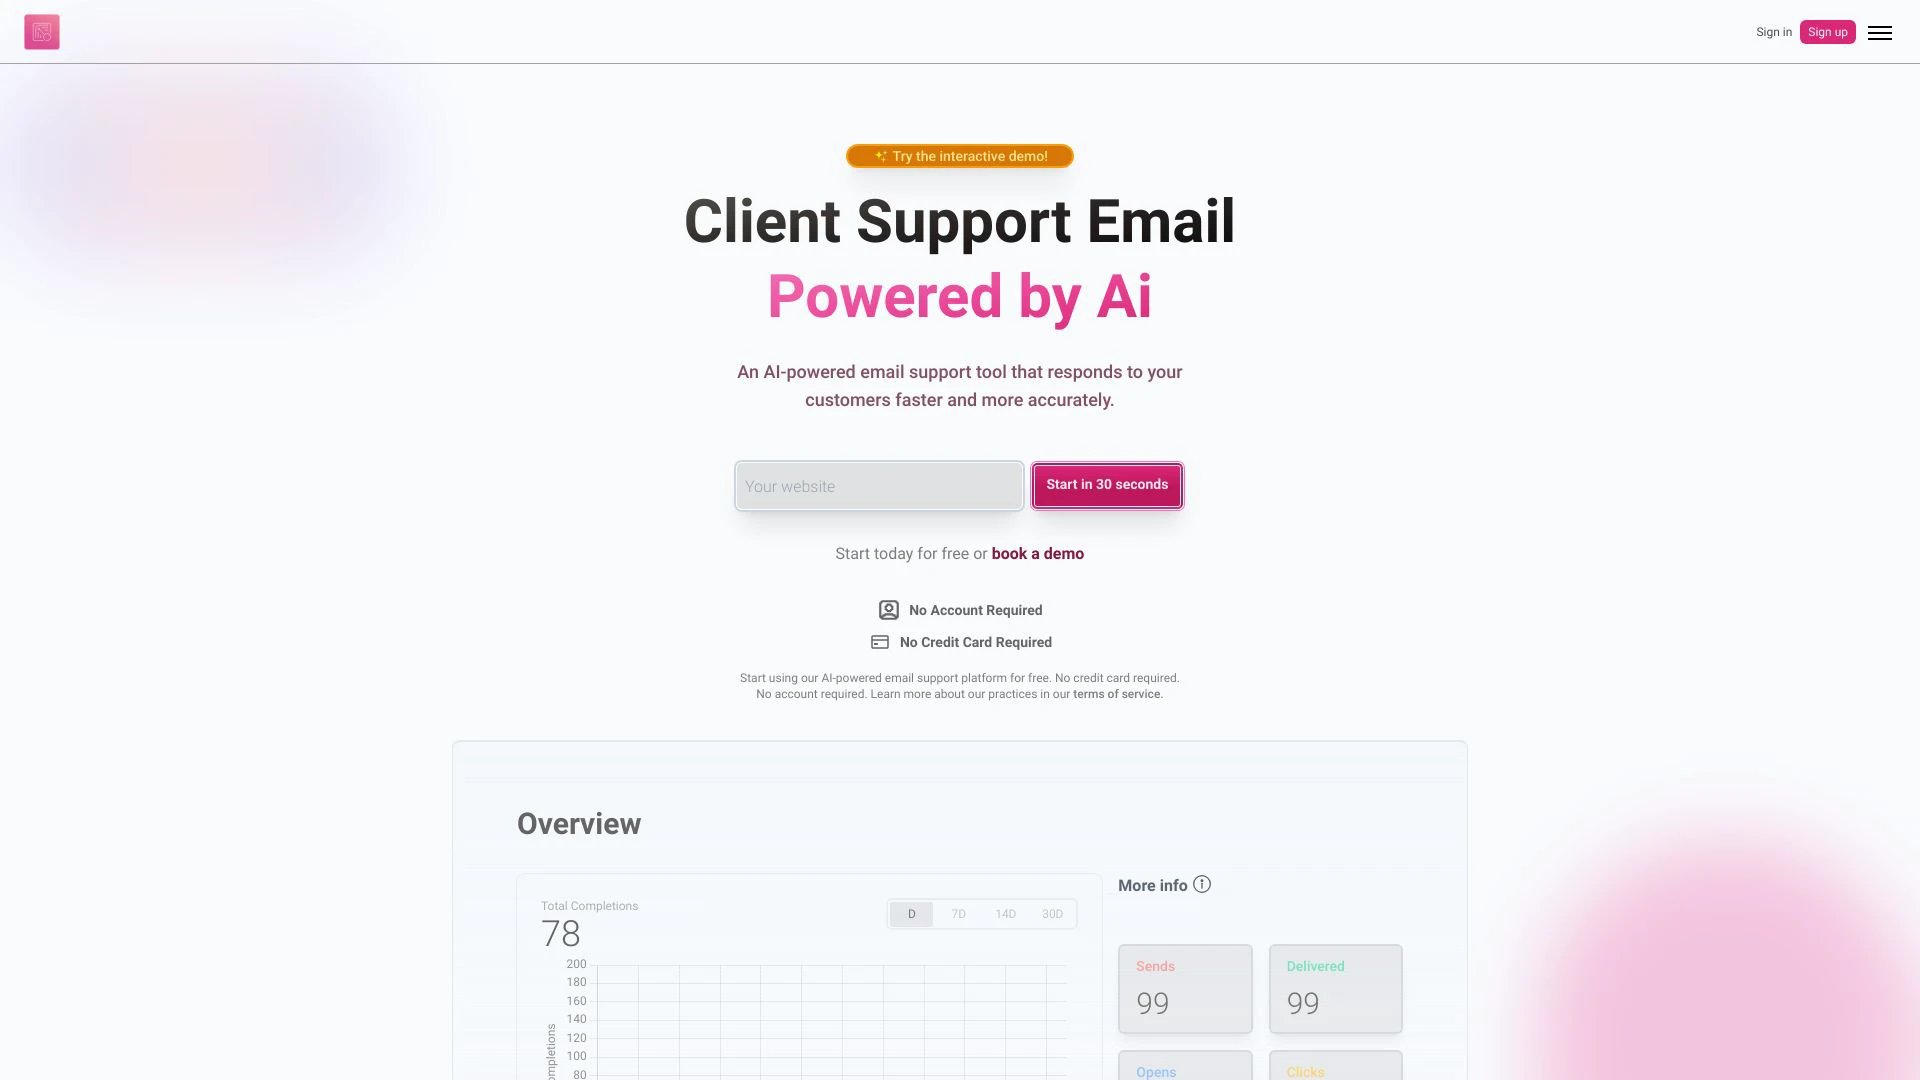 Sign in
Sign up
Try the interactive demo!
Client Support Email
Powered by Ai
An AI-powered email support tool that responds to your
customers faster and more accurately.
Your website
Start in 30 seconds
Start today for free or book a demo
No Account Required
No Credit Card Required
Start using our AI-powered email support platform for free. No credit card required.
No account required. Learn more about our practices in our terms of service.
Overview
Total Completions
78
D 7D 14D 30D
200
180
160
140
120
100
80
More info
Sends
99
Delivered
99
Opens
Clicks